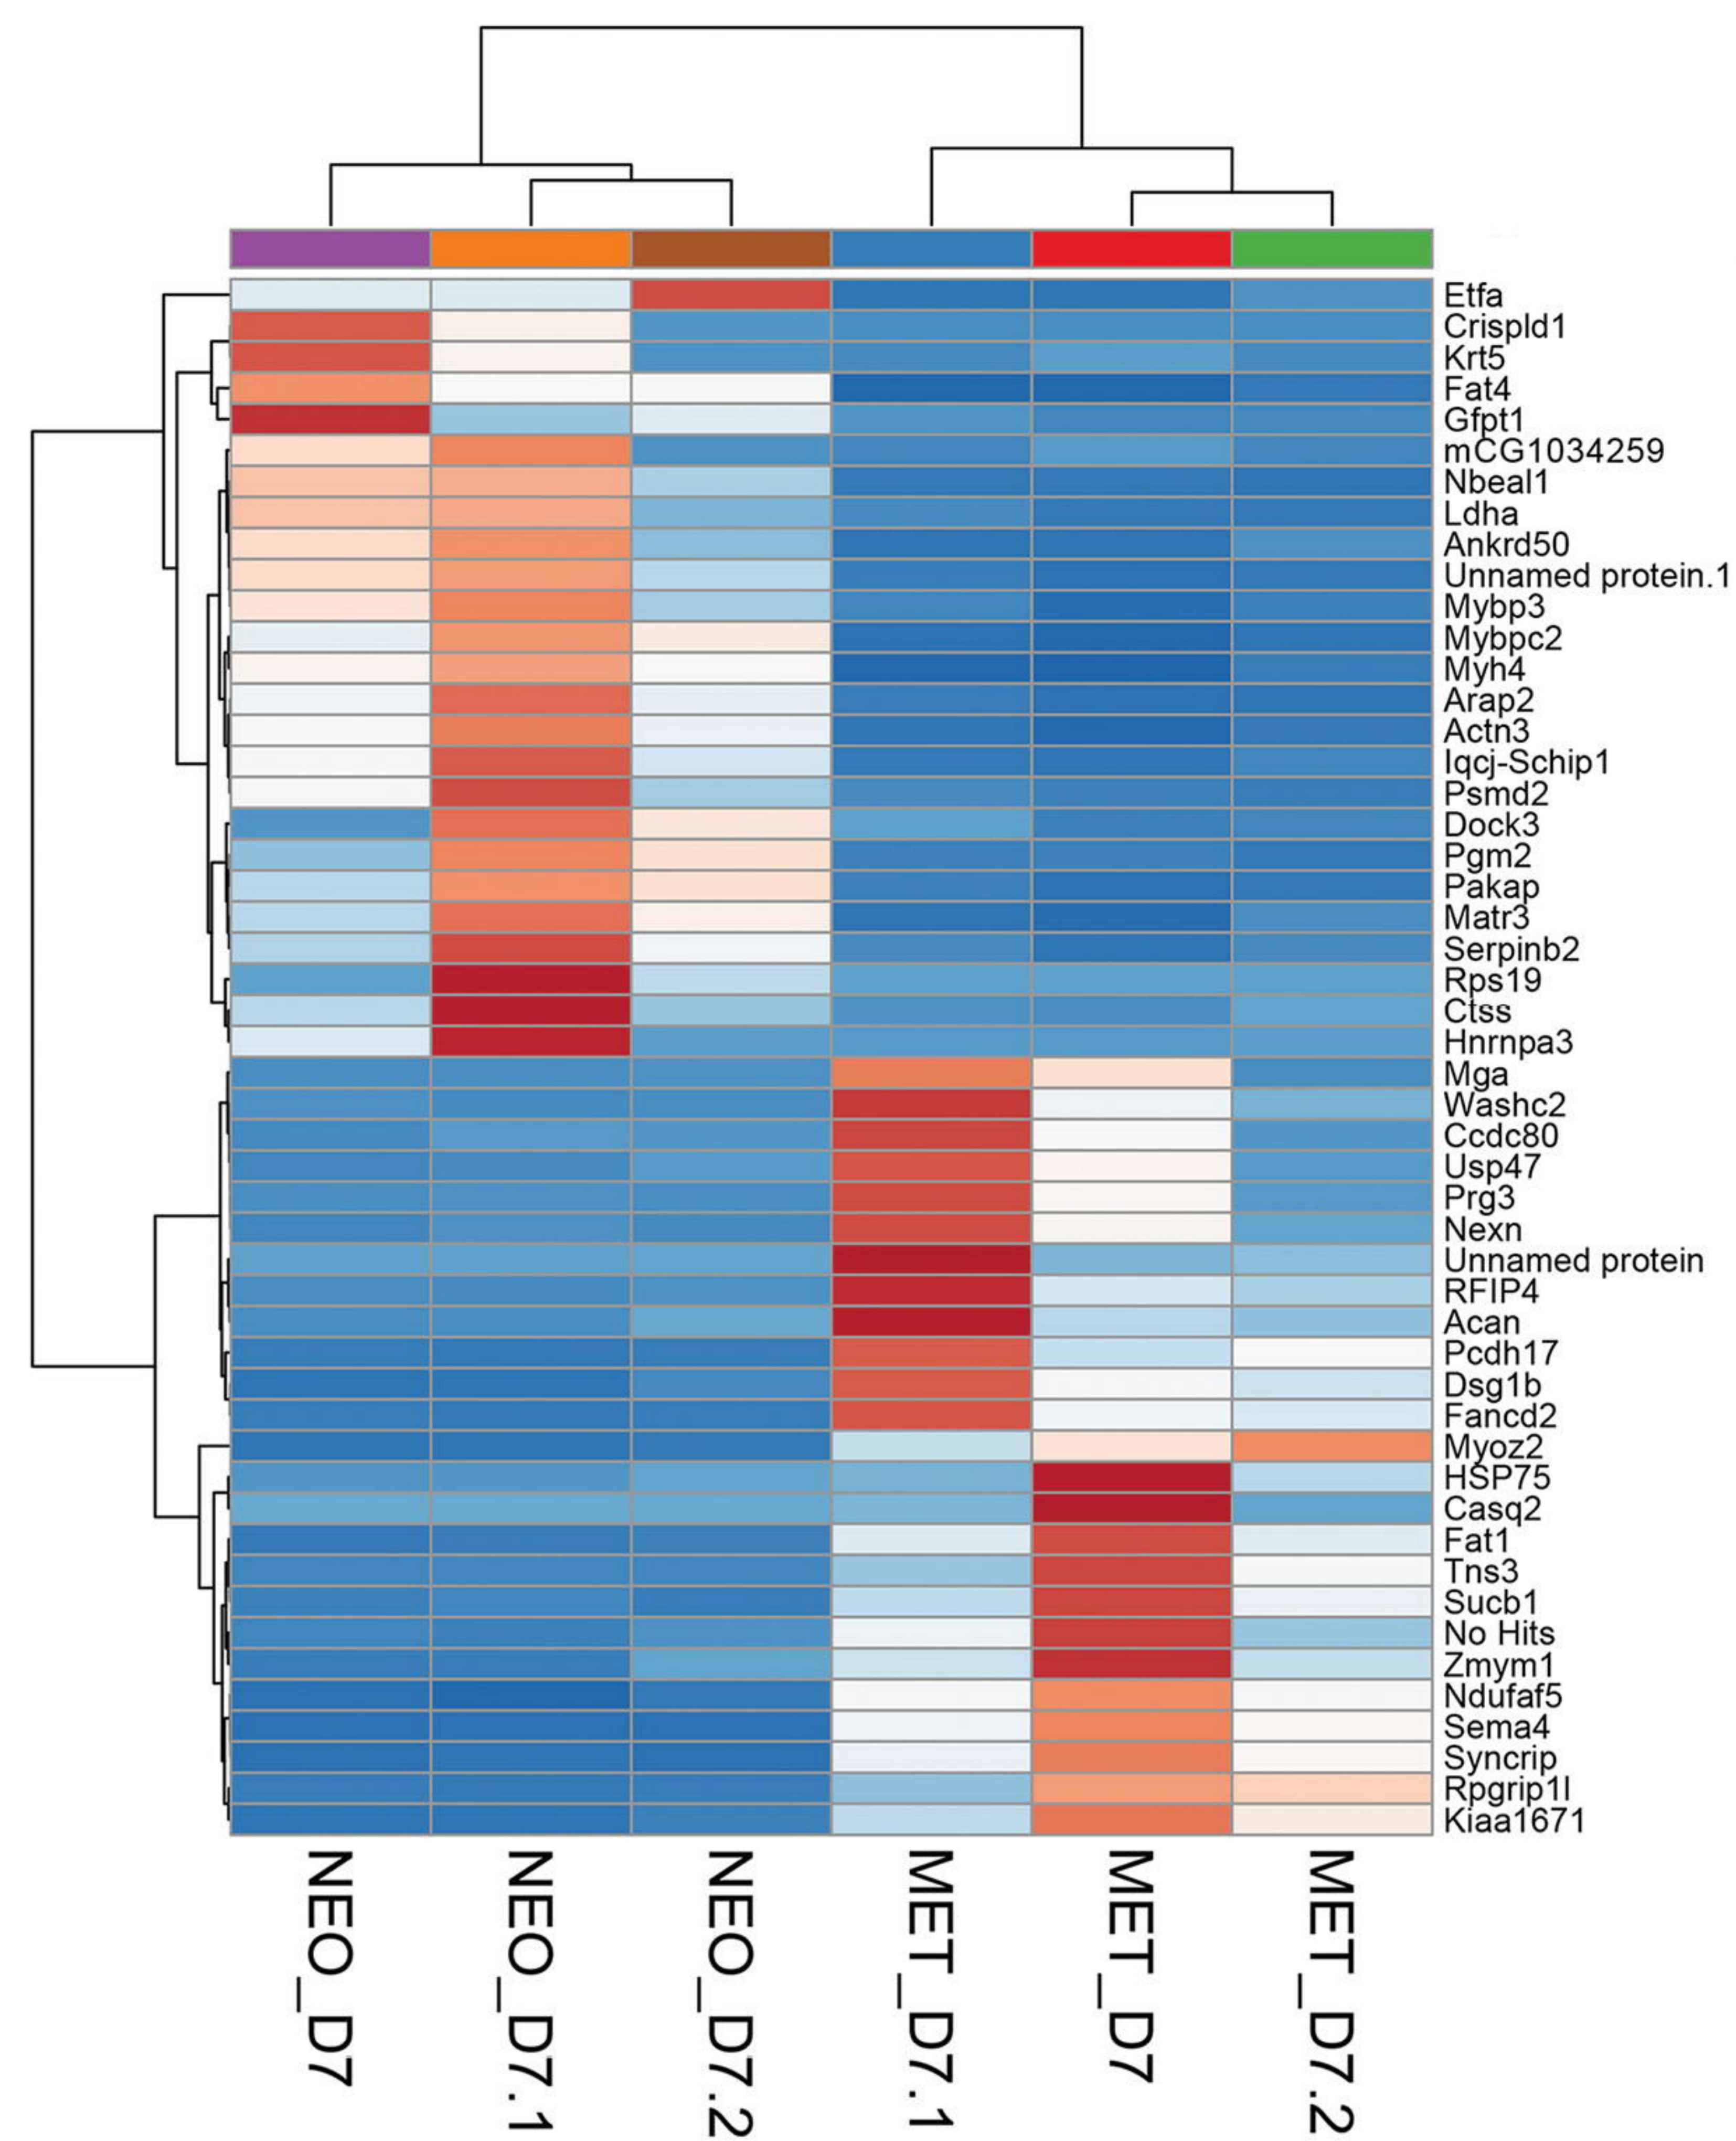 Etfa
Crispld1
Krt5
Fat4
Gfpt1
mCG1034259
Nbeal1
Ldha
Ankrd50
Unnamed protein.1
Mybp3
Mybpc2
Myh4
Arap2
Actn3
Iqcj-Schip1
Psmd2
Dock3
Pgm2
Pakap
Matr3
Serpinb2
Rps19
Ctss
Hnrnpa3
Mga
Washc2
Ccdc80
Usp47
Prg3
Nexn
Unnamed protein
RFIP4
Acan
Pcdh17
Dsg1b
Fancd2
Myoz2
HSP75
Casq2
Fat1
Tns3
Sucb1
No Hits
Zmym1
Ndufaf5
Sema4
Syncrip
Rpgrip1l
Kiaa1671
NEO_D7
NEO_D7.1
NEO_D7.2
MET_D7.1
MET_D7
MET_D7.2